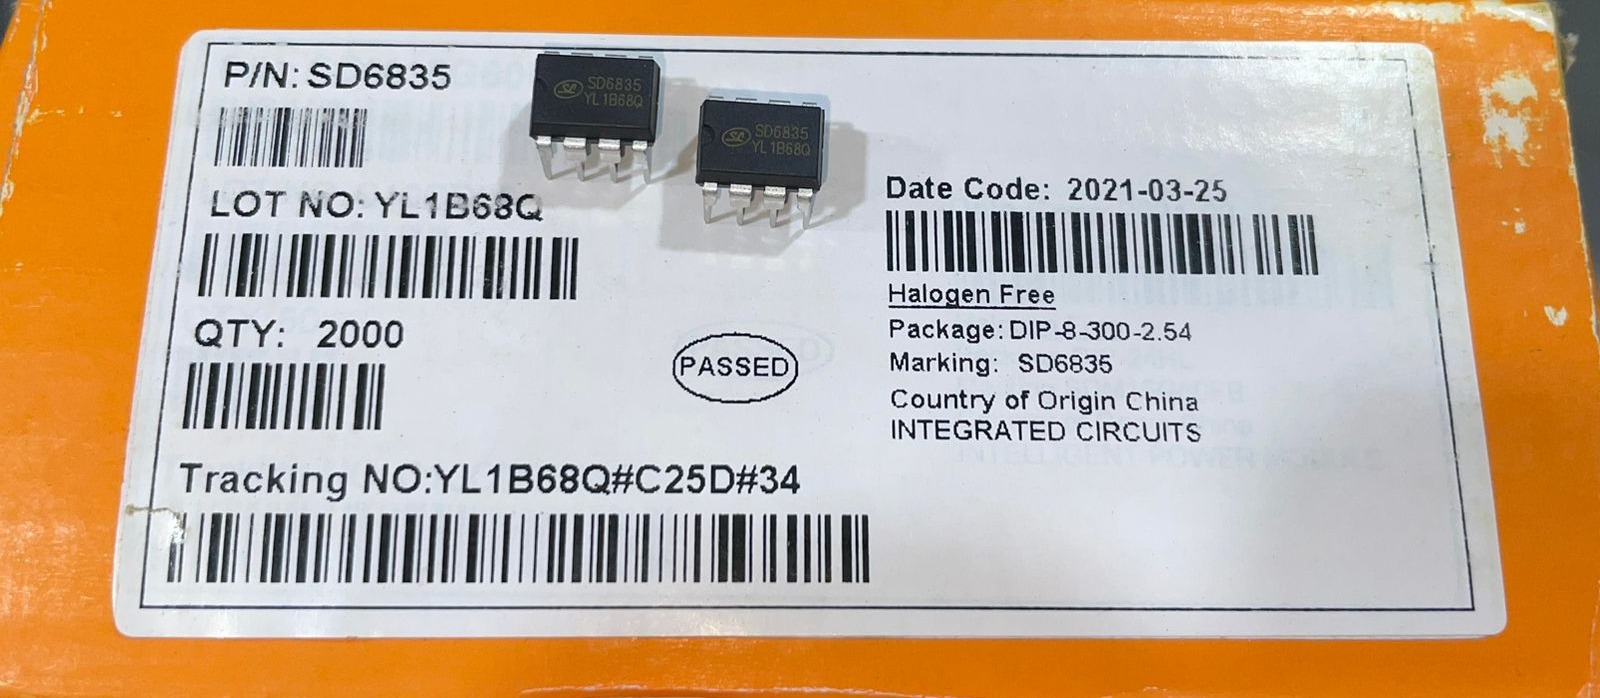 P/N: SD6835
SD6835
YL1B68Q
SD6835
YL1B68Q
LOT NO: YL1B68Q
QTY: 2000
PASSED
Tracking NO:YL1B68Q#C25D#34
Date Code: 2021-03-25
Halogen Free
Package: DIP-8-300-2.54
Marking: SD6835
Country of Origin China
INTEGRATED CIRCUITS